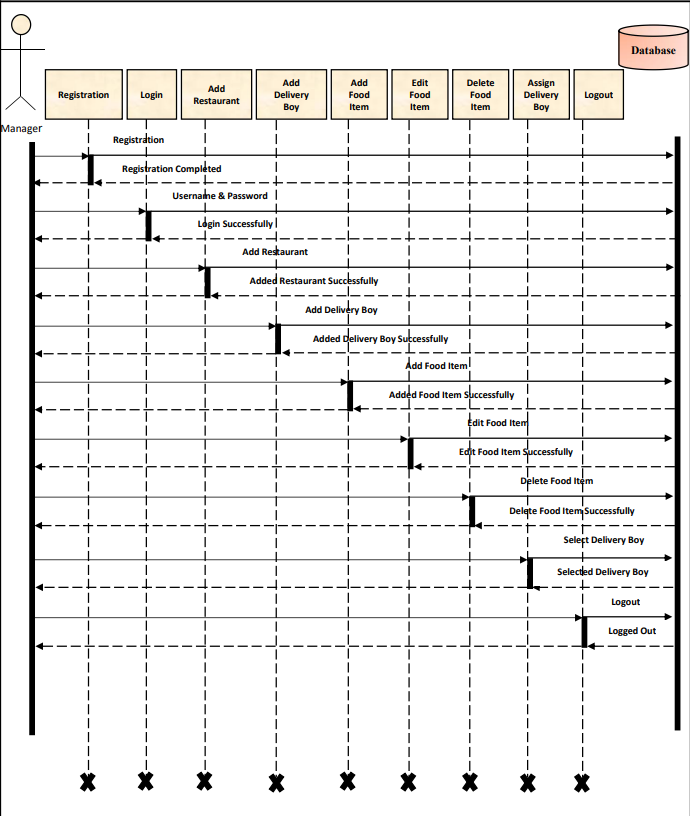 Database
Registration
Login
Add
Restaurant
Add
Delivery
Boy
Add
Food
Item
Edit
Food
Item
Delete
Food
Item
Assign
Delivery
Boy
Logout
Manager
Registration
Registration Completed
Username & Password
Login Successfully
Add Restaurant
Added Restaurant Successfully
Add Delivery Boy
Added Delivery Boy Successfully
Add Food Item
Added Food Item Successfully
Edit Food Item
Edit Food Item Successfully
Delete Food Item
Delete Food Item Successfully
Select Delivery Boy
Selected Delivery Boy
Logout
Logged Out